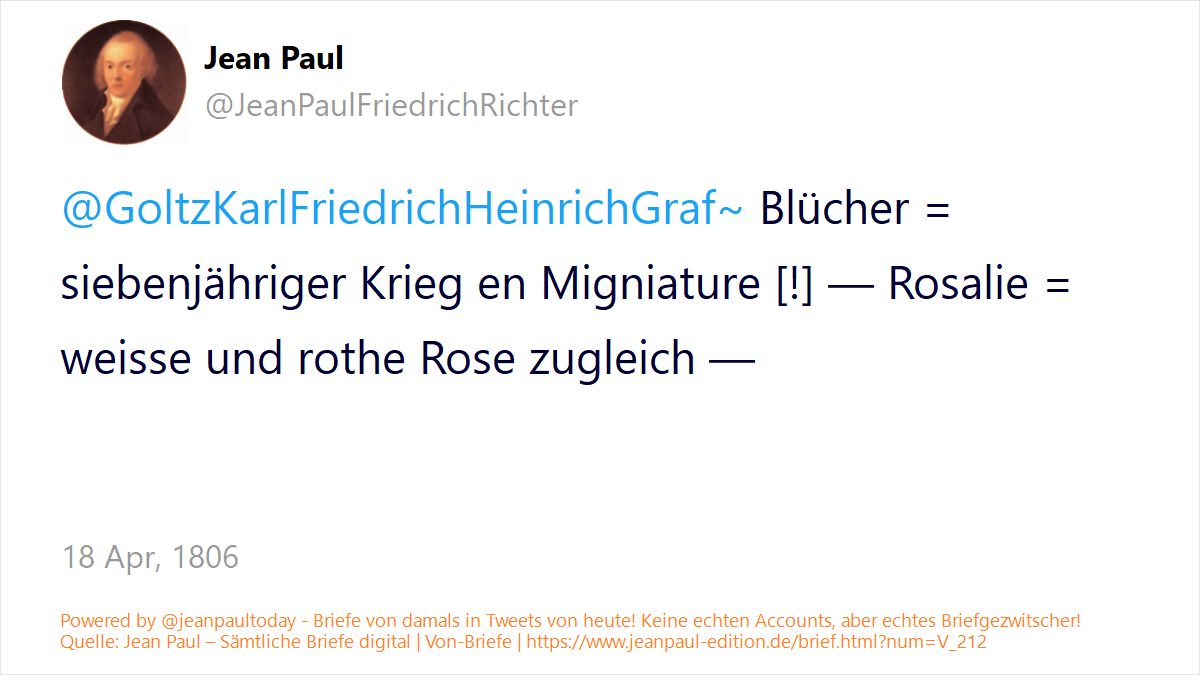 Jean Paul
@JeanPaulFriedrichRichter
@GoltzKarlFriedrichHeinrichGraf~ Blücher =
siebenjähriger Krieg en Migniature [!] — Rosalie =
weisse und rothe Rose zugleich —
18 Apr, 1806
Powered by @jeanpaultoday - Briefe von damals in Tweets von heute! Keine echten Accounts, aber echtes Briefgezwitscher!
Quelle: Jean Paul – Sämtliche Briefe digital | Von-Briefe | https://www.jeanpaul-edition.de/brief.html?num=V_212